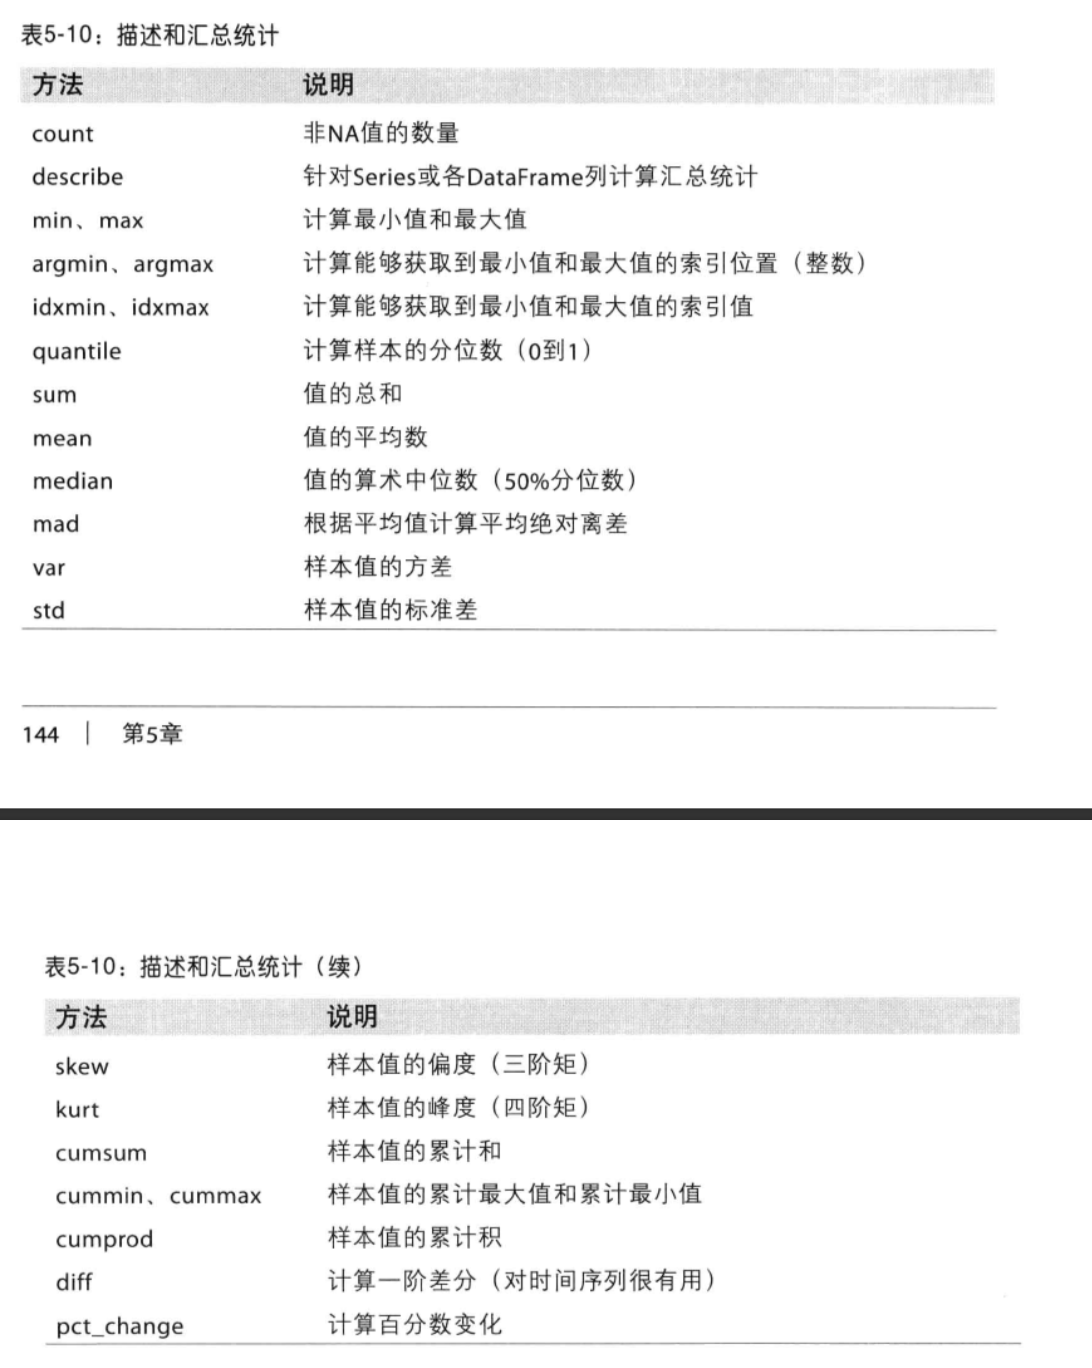 表5-10：描述和汇总统计
方法 说明
count 非NA值的数量
describe 针对Series或各DataFrame列计算汇总统计
min、max 计算最小值和最大值
argmin、argmax 计算能够获取到最小值和最大值的索引位置（整数）
idxmin、idxmax 计算能够获取到最小值和最大值的索引值
quantile 计算样本的分位数（0到1）
sum 值的总和
mean 值的平均数
median 值的算术中位数（50%分位数）
mad 根据平均值计算平均绝对离差
var 样本值的方差
std 样本值的标准差
144 | 第5章
表5-10：描述和汇总统计（续）
方法 说明
skew 样本值的偏度（三阶矩）
kurt 样本值的峰度（四阶矩）
cumsum 样本值的累计和
cummin、cummax 样本值的累计最大值和累计最小值
cumprod 样本值的累计积
diff 计算一阶差分（对时间序列很有用）
pct_change 计算百分数变化